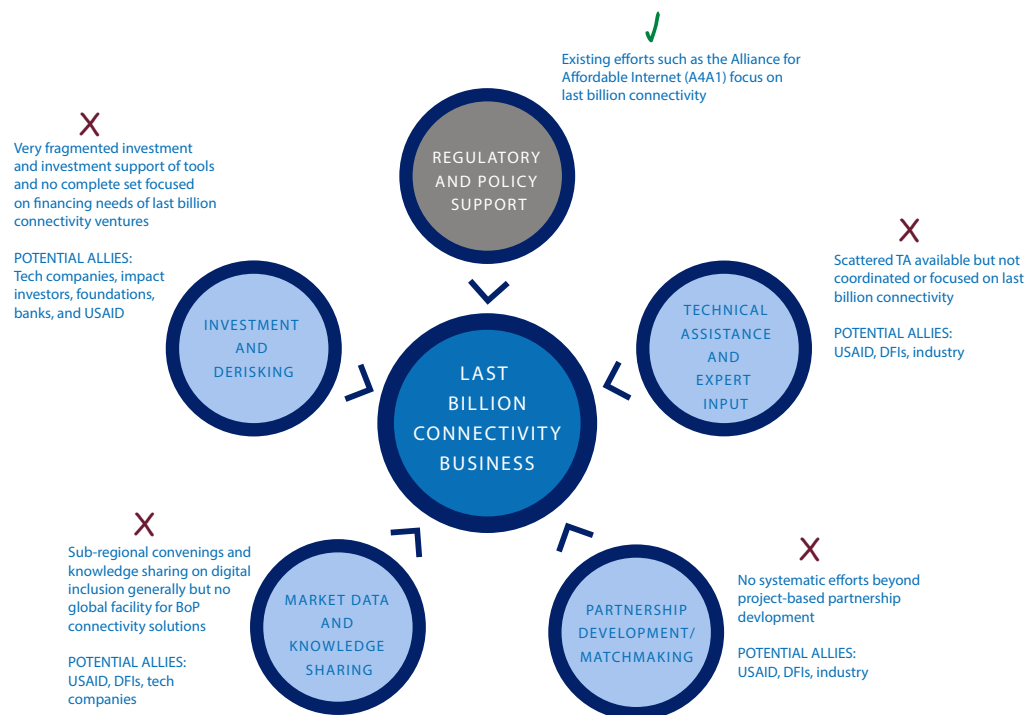 Existing efforts such as the Alliance for
Affordable Internet (A4A1) focus on
last billion connectivity
REGULATORY
AND POLICY
SUPPORT
Very fragmented investment
and investment support of tools
and no complete set focused
on financing needs of last billion
connectivity ventures
POTENTIAL ALLIES:
Tech companies, impact
investors, foundations,
banks, and USAID
INVESTMENT
AND
DERISKING
Scattered TA available but not
coordinated or focused on last
billion connectivity
POTENTIAL ALLIES:
USAID, DFIs, industry
TECHNICAL
ASSISTANCE
AND
EXPERT
INPUT
LAST
BILLION
CONNECTIVITY
BUSINESS
Sub-regional convenings and
knowledge sharing on digital
inclusion generally but no
global facility for BoP
connectivity solutions
POTENTIAL ALLIES:
USAID, DFIs, tech
companies
MARKET DATA
AND
KNOWLEDGE
SHARING
PARTNERSHIP
DEVELOPMENT/
MATCHMAKING
No systematic efforts beyond
project-based partnership
devlopment
POTENTIAL ALLIES:
USAID, DFIs, industry